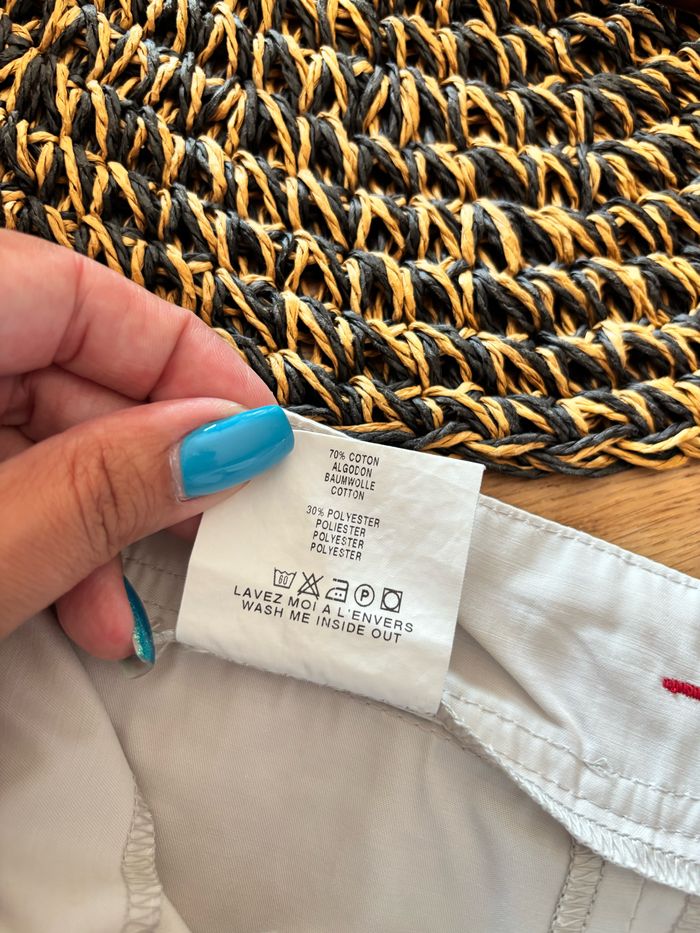 70% COTON
ALGODON
BAUMWOLLE
COTTON
30% POLYESTER
POLIESTER
POLYESTER
POLYESTER
60 P
LAVEZ MOI A L'ENVERS
WASH ME INSIDE OUT